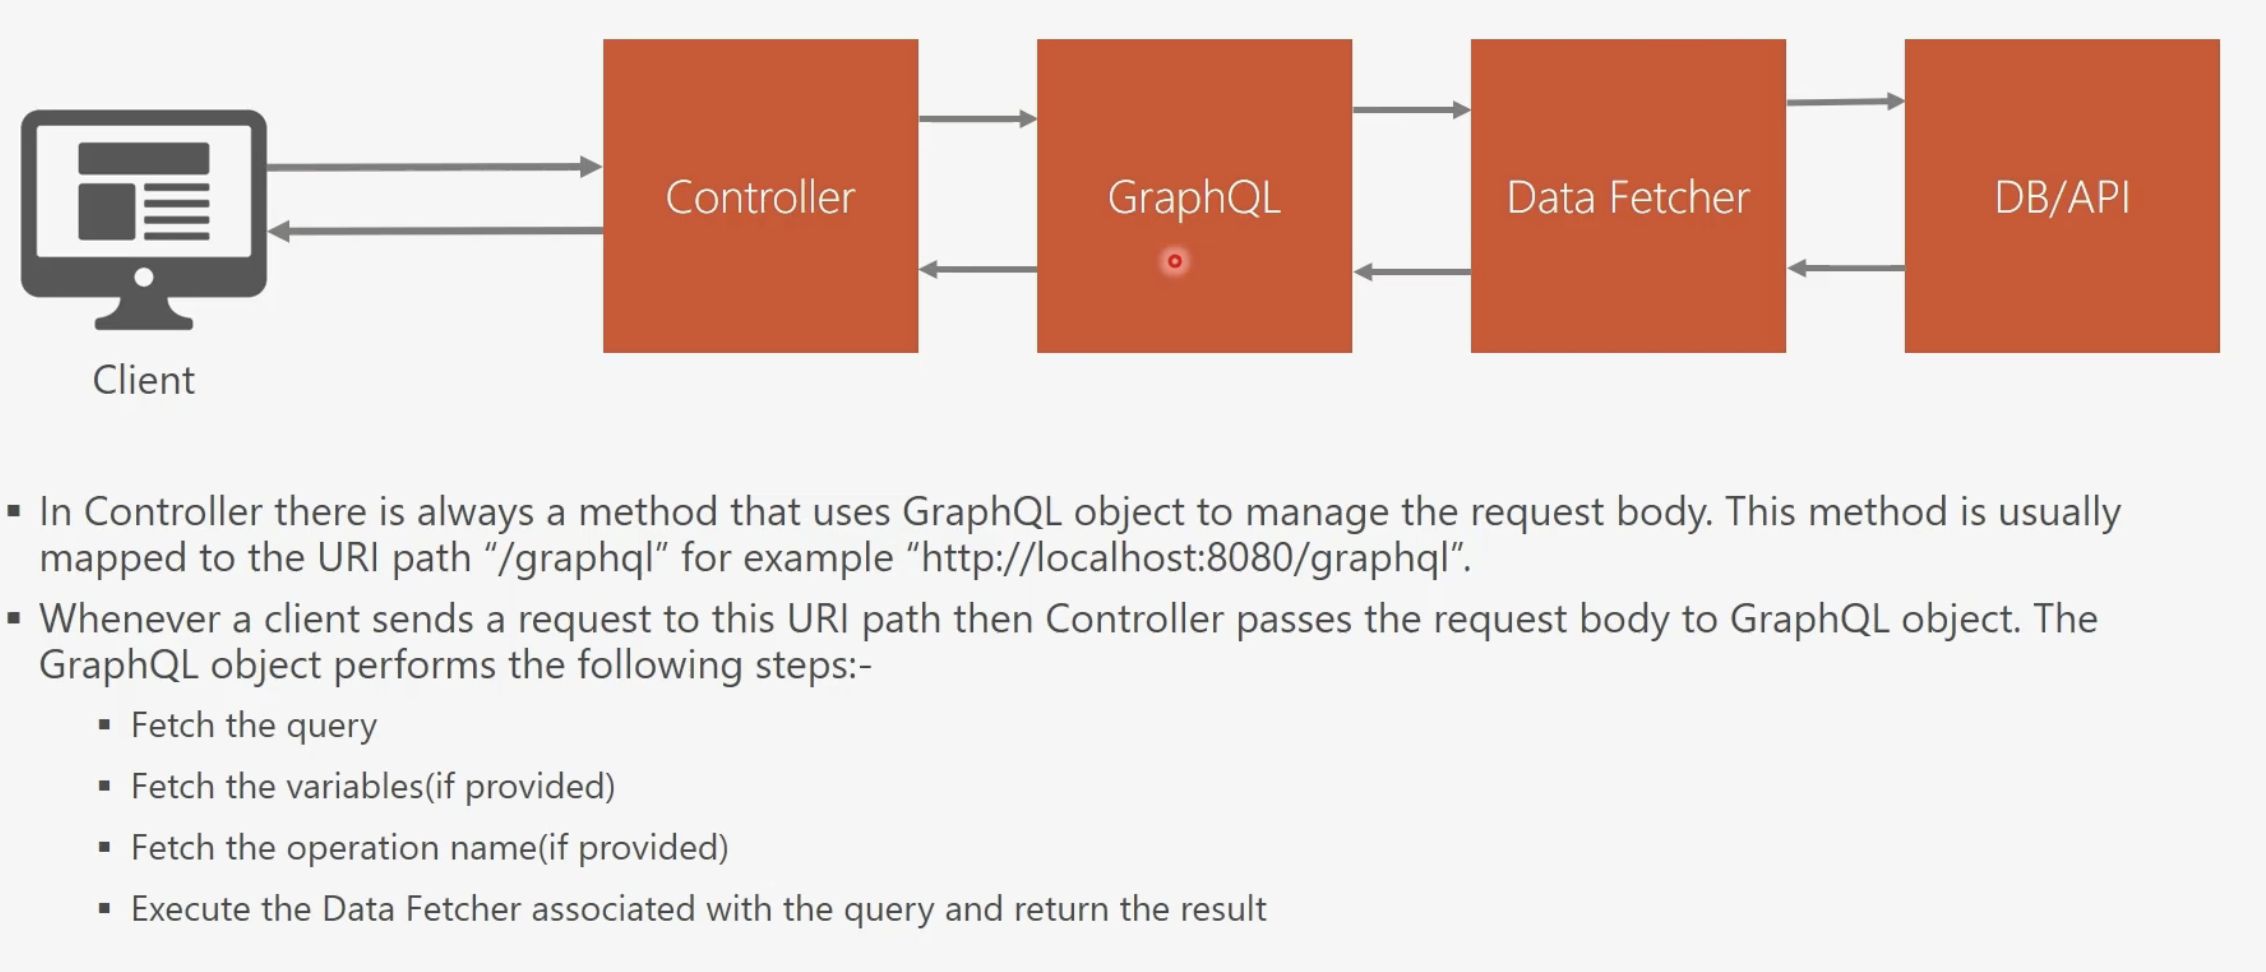 Controller
GraphQL
Data Fetcher
DB/API
Client
▪ In Controller there is always a method that uses GraphQL object to manage the request body. This method is usually
mapped to the URI path “/graphql” for example “http://localhost:8080/graphql”.
▪ Whenever a client sends a request to this URI path then Controller passes the request body to GraphQL object. The
GraphQL object performs the following steps:-
▪ Fetch the query
▪ Fetch the variables(if provided)
▪ Fetch the operation name(if provided)
▪ Execute the Data Fetcher associated with the query and return the result